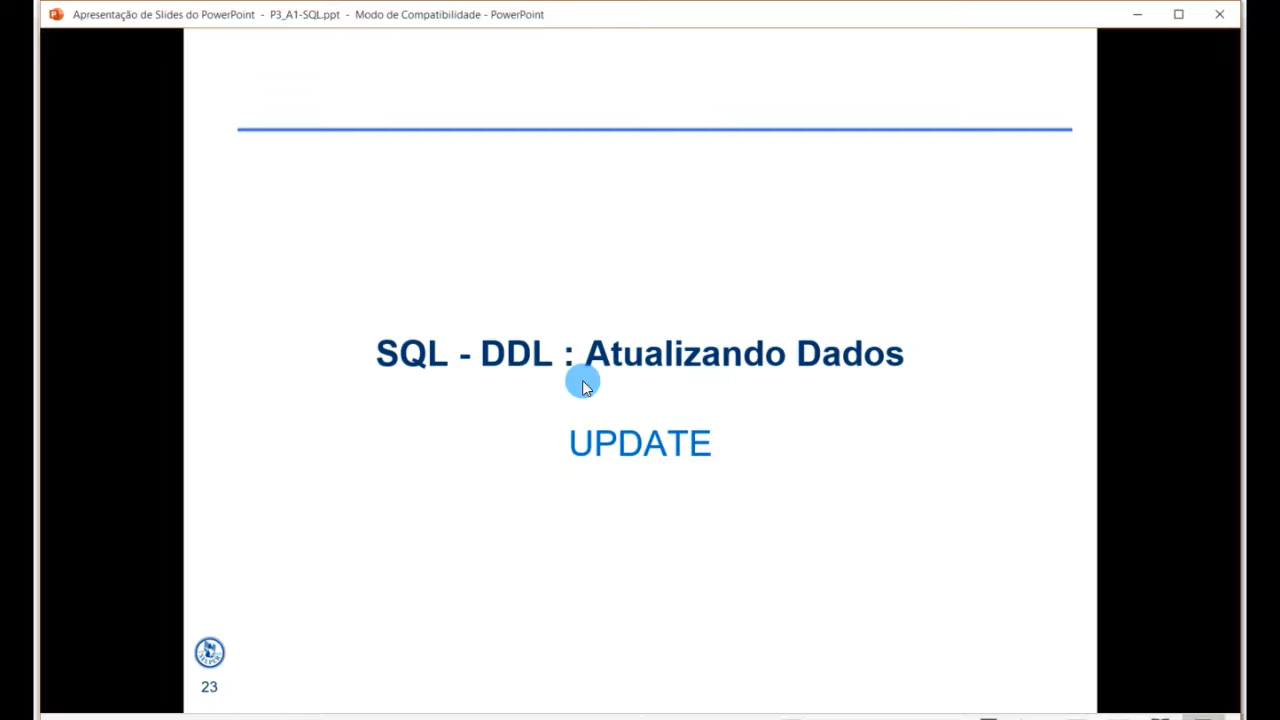 Apresentação de Slides do PowerPoint - P3_A1-SQL.ppt - Modo de Compatibilidade - PowerPoint
SQL - DDL : Atualizando Dados
UPDATE
23